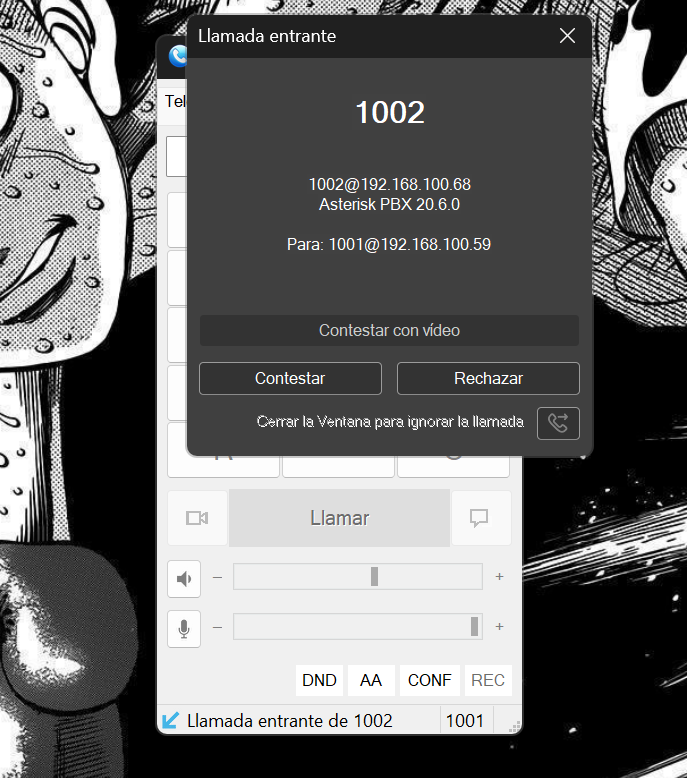 Llamada entrante
1002
1002@192.168.100.68
Asterisk PBX 20.6.0
Para: 1001@192.168.100.59
Contestar con vídeo
Contestar
Rechazar
Cerrar la Ventana para ignorar la llamada
Llamar
DND
AA
CONF
REC
Llamada entrante de 1002
1001